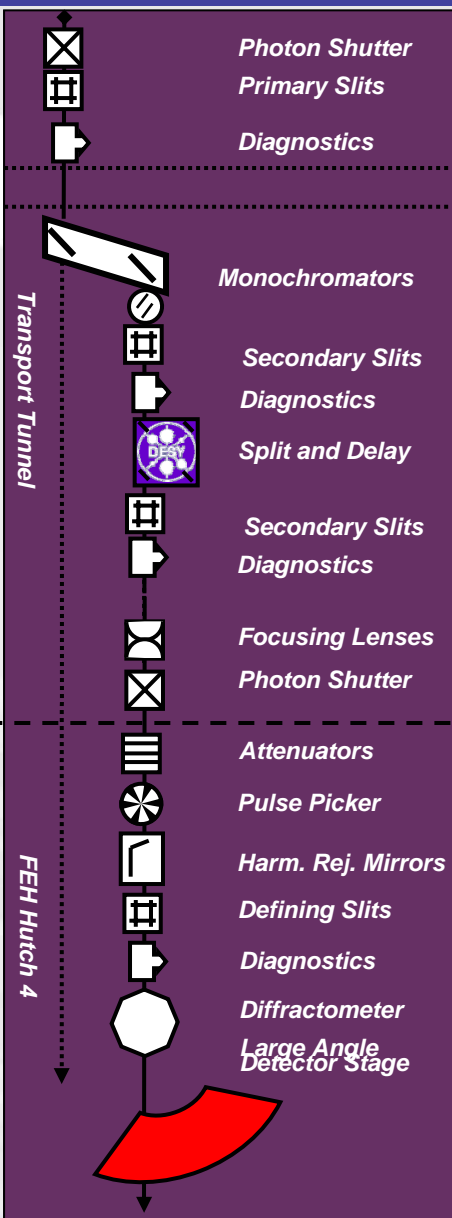 Photon Shutter
Primary Slits
Diagnostics
Monochromators
Transport Tunnel
Secondary Slits
Diagnostics
DESY
Split and Delay
Secondary Slits
Diagnostics
Focusing Lenses
Photon Shutter
Attenuators
Pulse Picker
FEH Hutch 4
Harm. Rej. Mirrors
Defining Slits
Diagnostics
Diffractometer
Large Angle
Detector Stage